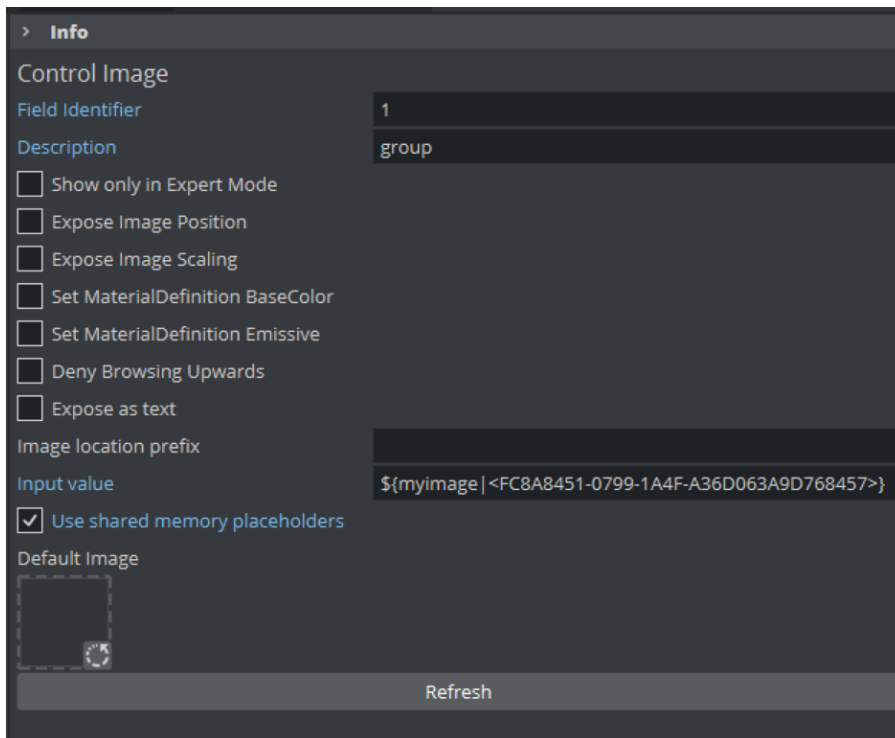 Info
Control Image
Field Identifier 1
Description group
Show only in Expert Mode
Expose Image Position
Expose Image Scaling
Set MaterialDefinition BaseColor
Set MaterialDefinition Emissive
Deny Browsing Upwards
Expose as text
Image location prefix
Input value ${myimage|<FC8A8451-0799-1A4F-A36D063A9D768457>}
Use shared memory placeholders
Default Image
Refresh